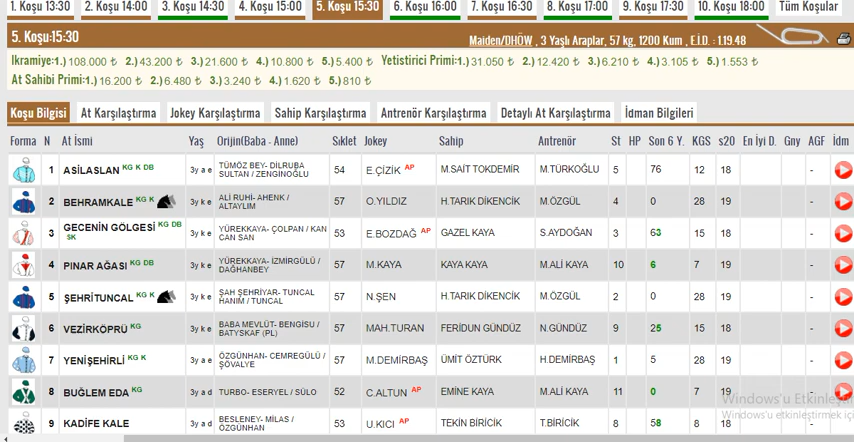 1. Koşu 13:30 2. Koşu 14:00 3. Koşu 14:30 4. Koşu 15:00 5. Koşu 15:30 6. Koşu 16:00 7. Koşu 16:30 8. Koşu 17:00 9. Koşu 17:30 10. Koşu 18:00 Tüm Koşular
5. Koşu:15:30 Maiden/DHÖW , 3 Yaşlı Araplar, 57 kg, 1200 Kum , E.İ.D. : 1.19.48
Ikramiye:1.) 108.000 ₺ 2.) 43.200 ₺ 3.) 21.600 ₺ 4.) 10.800 ₺ 5.) 5.400 ₺ Yetistirici Primi:1.) 31.050 ₺ 2.) 12.420 ₺ 3.) 6.210 ₺ 4.) 3.105 ₺ 5.) 1.553 ₺
At Sahibi Primi:1.) 16.200 ₺ 2.) 6.480 ₺ 3.) 3.240 ₺ 4.) 1.620 ₺ 5.) 810 ₺
Koşu Bilgisi At Karşılaştırma Jokey Karşılaştırma Sahip Karşılaştırma Antrenör Karşılaştırma Detaylı At Karşılaştırma İdman Bilgileri
Forma N At İsmi Yaş Orijin(Baba - Anne) Sıklet Jokey Sahip Antrenör St HP Son 6 Y. KGS s20 En İyi D. Gny AGF İdm
1 ASİLASLAN KG K DB 3y a e TÜMÖZ BEY- DİLRUBA SULTAN / ZENGİNOĞLU 54 E.ÇİZİK AP M.SAİT TOKDEMİR M.TÜRKOĞLU 5 76 12 18 -
2 BEHRAMKALE KG K 3y k e ALİ RUHİ- AHENK / ALTAYLIM 57 O.YILDIZ H.TARIK DİKENCİK M.ÖZGÜL 4 0 28 19 -
3 GECENİN GÖLGESİ KG DB SK 3y k e YÜREKKAYA- ÇOLPAN / KAN CAN SAN 53 E.BOZDAĞ AP GAZEL KAYA S.AYDOĞAN 3 63 15 18 -
4 PINAR AĞASI KG DB 3y k e YÜREKKAYA- İZMİRGÜLÜ / DAĞHANBEY 57 M.KAYA KAYA KAYA M.ALİ KAYA 10 6 7 19 -
5 ŞEHRİTUNCAL KG K 3y k e ŞAH ŞEHRİYAR- TUNCAL HANIM / TUNCAL 57 N.ŞEN H.TARIK DİKENCİK M.ÖZGÜL 2 0 28 19 -
6 VEZİRKÖPRÜ KG 3y k e BABA MEVLÜT- BENGİSU / BATYSKAF (PL) 57 MAH.TURAN FERİDUN GÜNDÜZ N.GÜNDÜZ 9 25 15 18 -
7 YENİŞEHİRLİ KG K 3y a e ÖZGÜNHAN- CEMREGÜLÜ / ŞÖVALYE 57 M.DEMİRBAŞ ÜMİT ÖZTÜRK H.DEMİRBAŞ 1 5 28 19 -
8 BUĞLEM EDA KG 3y a d TURBO- ESERYEL / SÜLO 52 C.ALTUN AP EMİNE KAYA M.ALİ KAYA 11 0 7 19 -
9 KADİFE KALE 3y a d BESLENEY- MİLAS / ÖZGÜNHAN 53 U.KICI AP TEKİN BİRİCİK T.BİRİCİK 8 58 8 18 -
Windows'u Etkinleştir
Windows'u etkinleştirmek içi